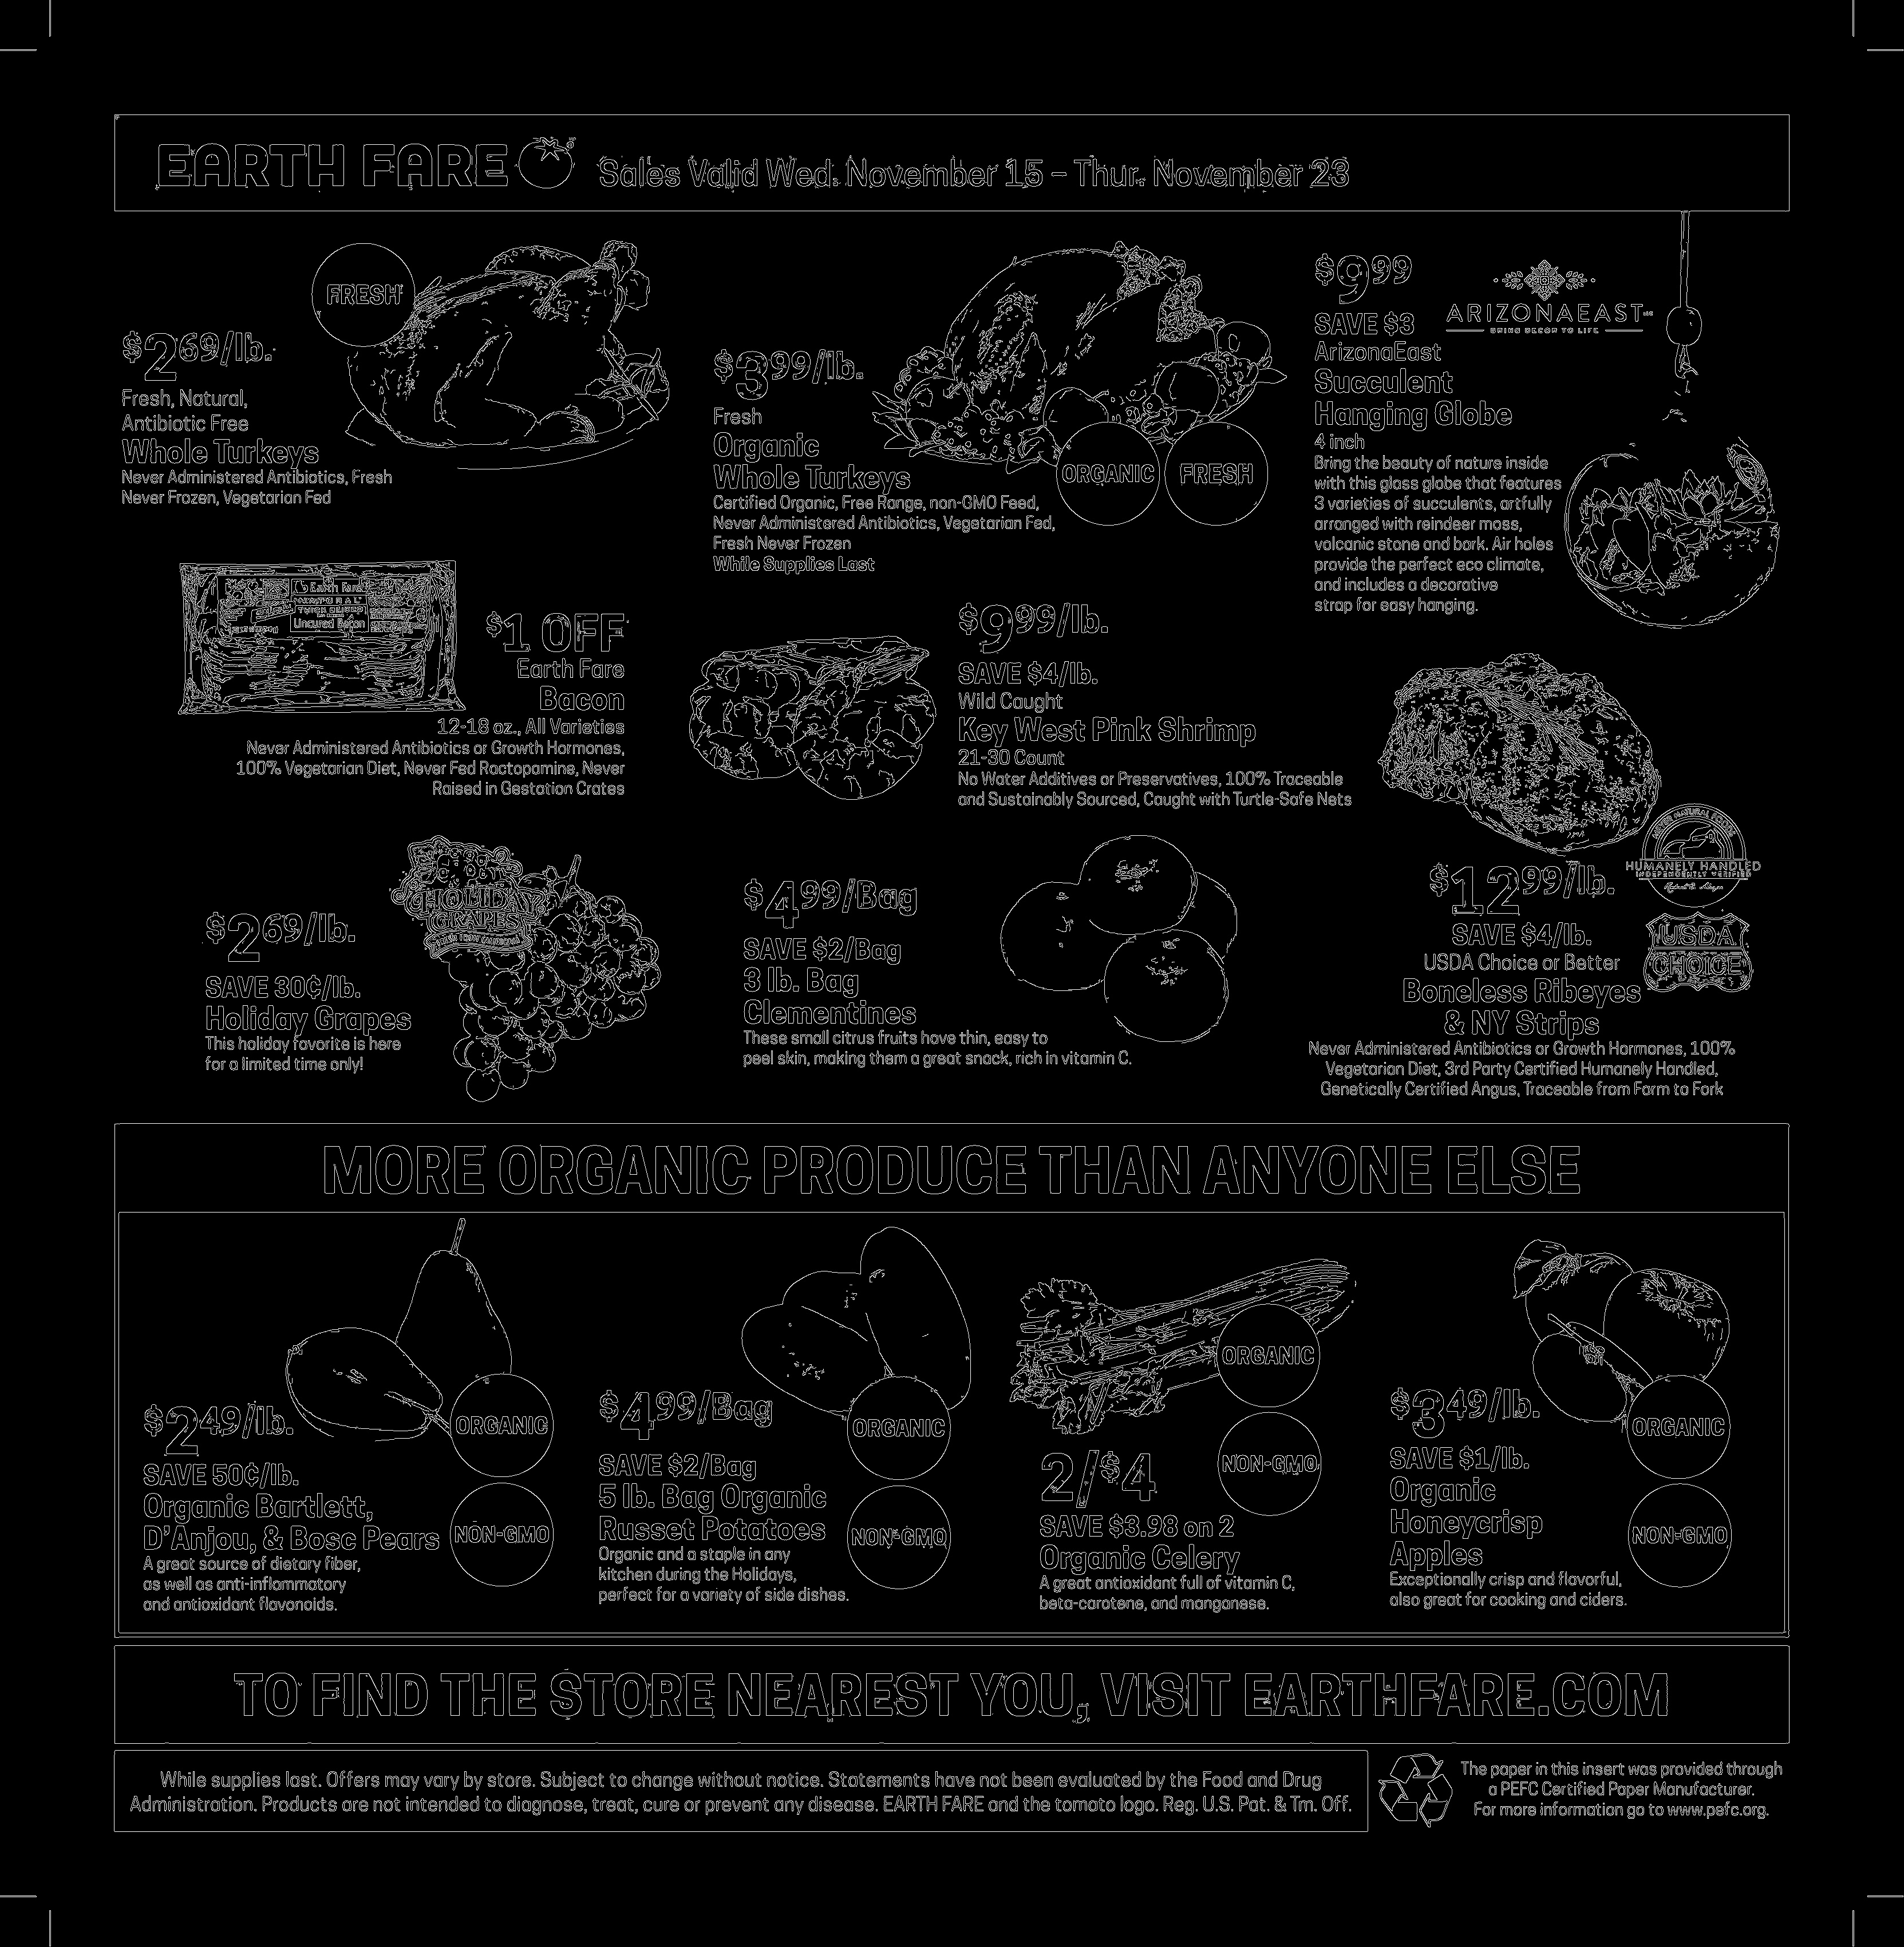 EARTH FARE
Sales Valid Wed. November 15 – Thur. November 23
FRESH
$2 69/lb.
Fresh, Natural,
Antibiotic Free
Whole Turkeys
Never Administered Antibiotics, Fresh
Never Frozen, Vegetarian Fed
$3 99/lb.
Fresh
Organic
Whole Turkeys
Certified Organic, Free Range, non-GMO Feed,
Never Administered Antibiotics, Vegetarian Fed,
Fresh Never Frozen
While Supplies Last
ORGANIC
FRESH
$9 99
SAVE $3
ArizonaEast
Succulent
Hanging Globe
4 inch
Bring the beauty of nature inside
with this glass globe that features
3 varieties of succulents, artfully
arranged with reindeer moss,
volcanic stone and bark. Air holes
provide the perfect eco climate,
and includes a decorative
strap for easy hanging.
ARIZONAEAST LLC
BRING DECOR TO LIFE
Earth Fare
NATURAL
THICK SLICED
Uncured Bacon
$1 OFF
Earth Fare
Bacon
12-18 oz., All Varieties
Never Administered Antibiotics or Growth Hormones,
100% Vegetarian Diet, Never Fed Ractopamine, Never
Raised in Gestation Crates
$9 99/lb.
SAVE $4/lb.
Wild Caught
Key West Pink Shrimp
21-30 Count
No Water Additives or Preservatives, 100% Traceable
and Sustainably Sourced, Caught with Turtle-Safe Nets
HOLIDAY
GRAPES
$2 69/lb.
SAVE 30¢/lb.
Holiday Grapes
This holiday favorite is here
for a limited time only!
$4 99/Bag
SAVE $2/Bag
3 lb. Bag
Clementines
These small citrus fruits have thin, easy to
peel skin, making them a great snack, rich in vitamin C.
HUMANELY HANDLED
INDEPENDENTLY VERIFIED
$12 99/lb.
SAVE $4/lb.
USDA Choice or Better
Boneless Ribeyes
& NY Strips
Never Administered Antibiotics or Growth Hormones, 100%
Vegetarian Diet, 3rd Party Certified Humanely Handled,
Genetically Certified Angus, Traceable from Farm to Fork
USDA
CHOICE
MORE ORGANIC PRODUCE THAN ANYONE ELSE
$2 49/lb.
SAVE 50¢/lb.
Organic Bartlett,
D'Anjou, & Bosc Pears
A great source of dietary fiber,
as well as anti-inflammatory
and antioxidant flavonoids.
ORGANIC
NON-GMO
$4 99/Bag
SAVE $2/Bag
5 lb. Bag Organic
Russet Potatoes
Organic and a staple in any
kitchen during the Holidays,
perfect for a variety of side dishes.
ORGANIC
NON-GMO
2/$4
SAVE $3.98 on 2
Organic Celery
A great antioxidant full of vitamin C,
beta-carotene, and manganese.
ORGANIC
NON-GMO
$3 49/lb.
SAVE $1/lb.
Organic
Honeycrisp
Apples
Exceptionally crisp and flavorful,
also great for cooking and ciders.
ORGANIC
NON-GMO
TO FIND THE STORE NEAREST YOU, VISIT EARTHFARE.COM
While supplies last. Offers may vary by store. Subject to change without notice. Statements have not been evaluated by the Food and Drug
Administration. Products are not intended to diagnose, treat, cure or prevent any disease. EARTH FARE and the tomato logo. Reg. U.S. Pat. & Tm. Off.
The paper in this insert was provided through
a PEFC Certified Paper Manufacturer.
For more information go to www.pefc.org.